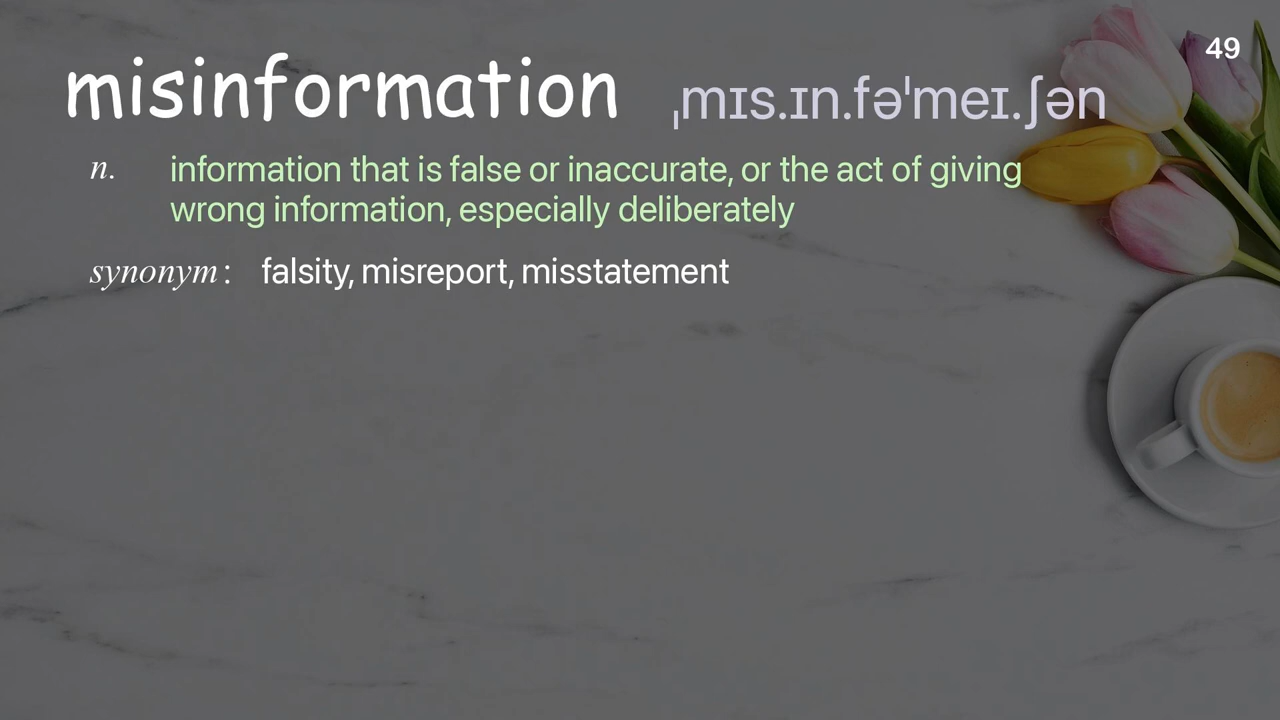 49
misinformation ˌmɪs.ɪn.fəˈmeɪ.ʃən
n. information that is false or inaccurate, or the act of giving
wrong information, especially deliberately
synonym: falsity, misreport, misstatement